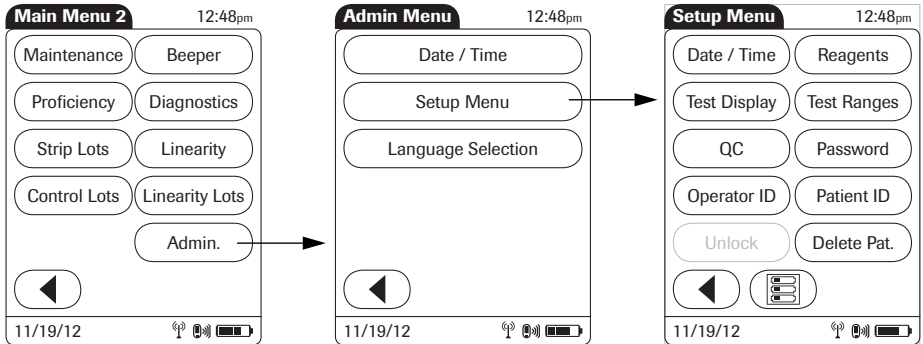 Main Menu 2 12:48pm
Maintenance Beeper
Proficiency Diagnostics
Strip Lots Linearity
Control Lots Linearity Lots
Admin.
11/19/12
Admin Menu 12:48pm
Date / Time
Setup Menu
Language Selection
11/19/12
Setup Menu 12:48pm
Date / Time Reagents
Test Display Test Ranges
QC Password
Operator ID Patient ID
Unlock Delete Pat.
11/19/12